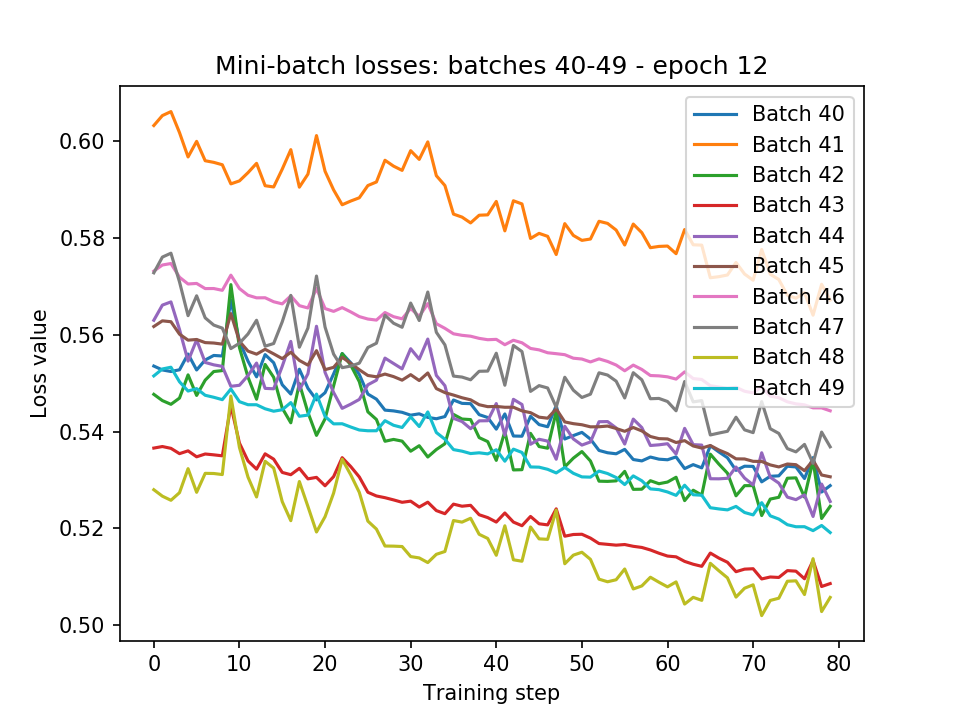 Mini-batch losses: batches 40-49 - epoch 12
Loss value
0.60
0.58
0.56
0.54
0.52
0.50
Batch 40
Batch 41
Batch 42
Batch 43
Batch 44
Batch 45
Batch 46
Batch 47
Batch 48
Batch 49
0 10 20 30 40 50 60 70 80
Training step